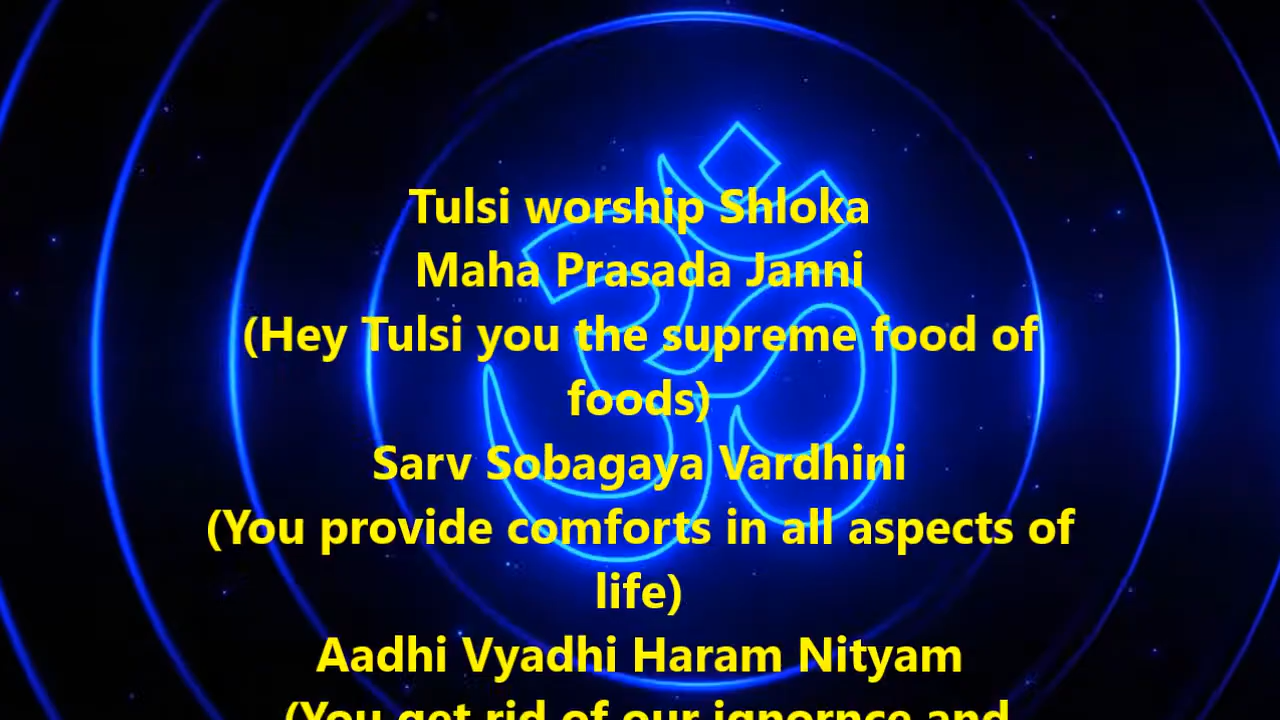 Tulsi worship Shloka
Maha Prasada Janni
(Hey Tulsi you the supreme food of
foods)
Sarv Sobagaya Vardhini
(You provide comforts in all aspects of
life)
Aadhi Vyadhi Haram Nityam
(You get rid of our ignornce and